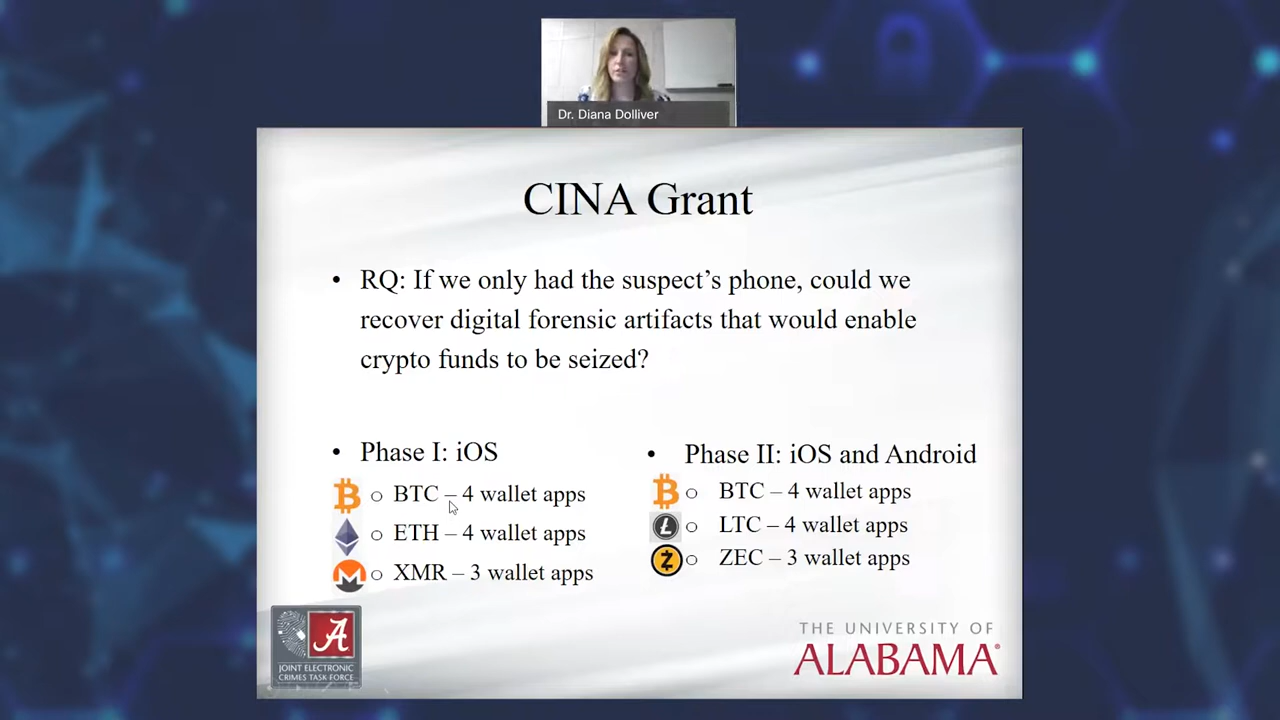 Dr. Diana Dolliver
CINA Grant
• RQ: If we only had the suspect's phone, could we
recover digital forensic artifacts that would enable
crypto funds to be seized?
• Phase I: iOS
o BTC – 4 wallet apps
o ETH – 4 wallet apps
o XMR – 3 wallet apps
• Phase II: iOS and Android
o BTC – 4 wallet apps
o LTC – 4 wallet apps
o ZEC – 3 wallet apps
A
JOINT ELECTRONIC
CRIMES TASK FORCE
THE UNIVERSITY OF
ALABAMA®